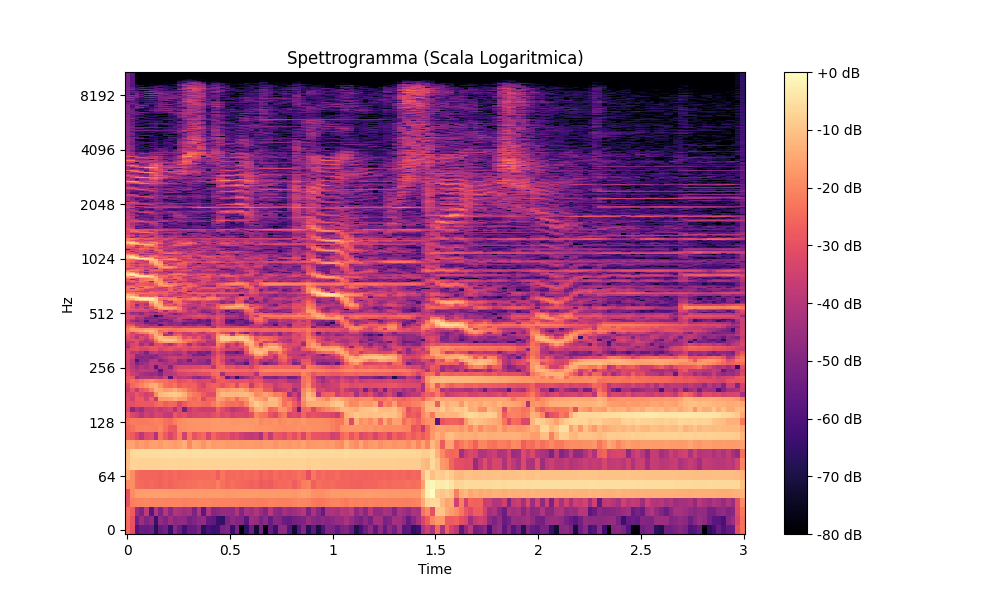 Spettrogramma (Scala Logaritmica)
Hz
8192
4096
2048
1024
512
256
128
64
0
0 0.5 1 1.5 2 2.5 3
Time
+0 dB
-10 dB
-20 dB
-30 dB
-40 dB
-50 dB
-60 dB
-70 dB
-80 dB